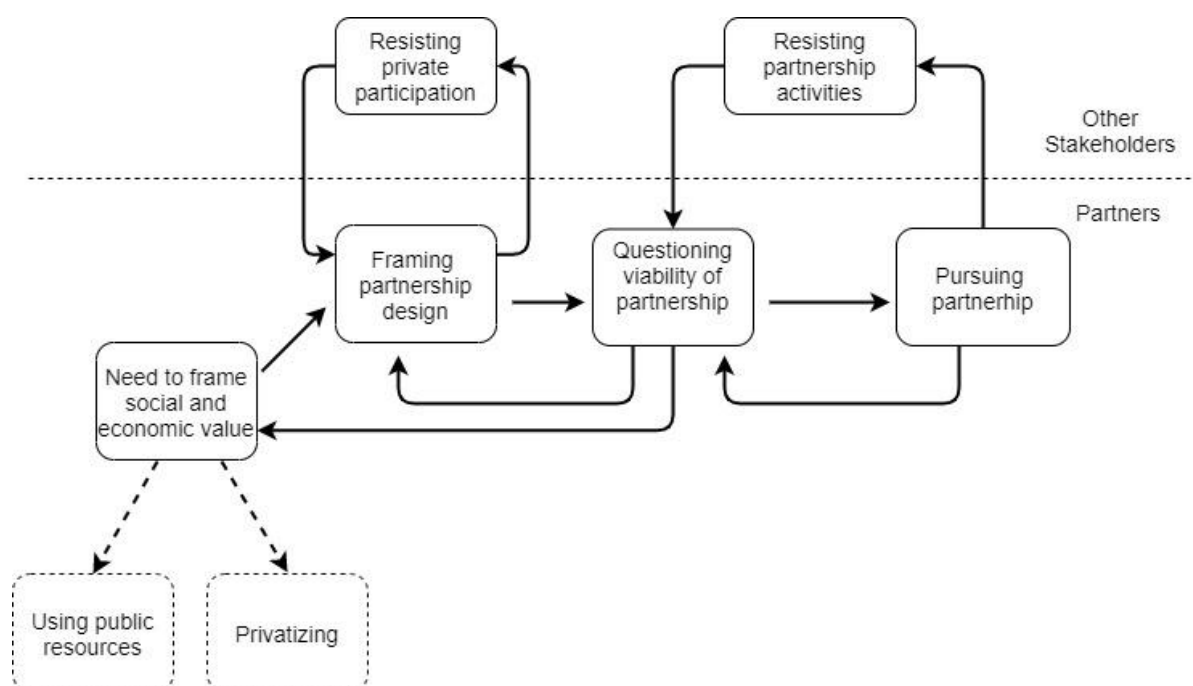 Resisting
private
participation
Resisting
partnership
activities
Other
Stakeholders
Partners
Framing
partnership
design
Questioning
viability of
partnership
Pursuing
partnerhip
Need to frame
social and
economic value
Using public
resources
Privatizing